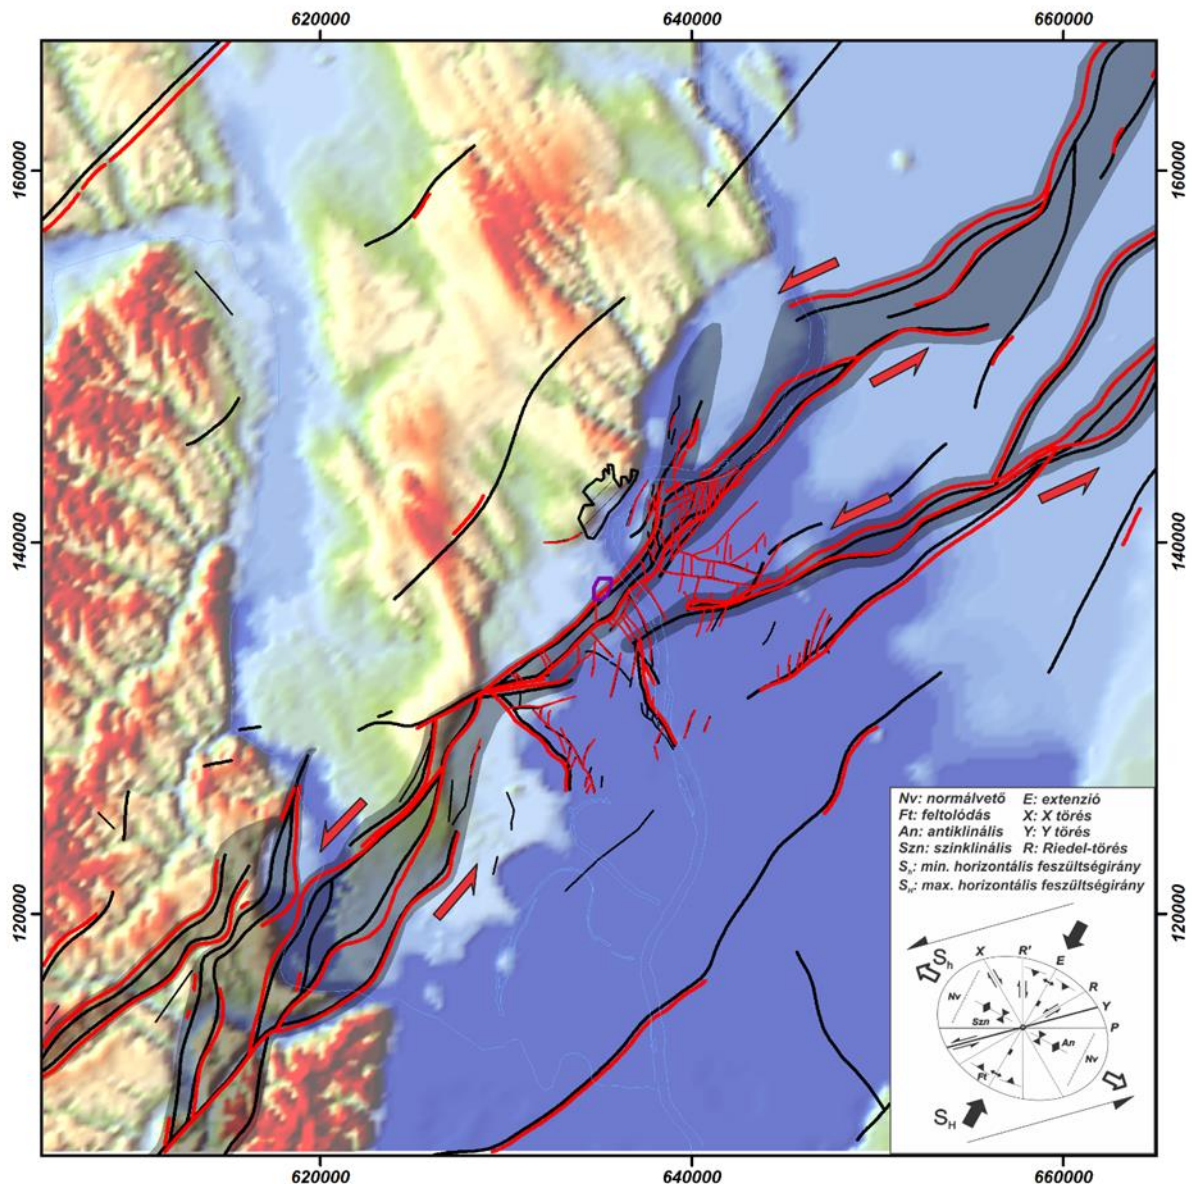 620000 640000 660000
160000 160000
140000 140000
120000 120000
Nv: normálvető E: extenzió
Ft: feltolódás X: X törés
An: antiklinális Y: Y törés
Szn: szinklinális R: Riedel-törés
Sh: min. horizontális feszültségirány
SH: max. horizontális feszültségirány
X R' E
Sh
R
Nv
Y
Szn
P
An
Nv
Ft
SH
620000 640000 660000